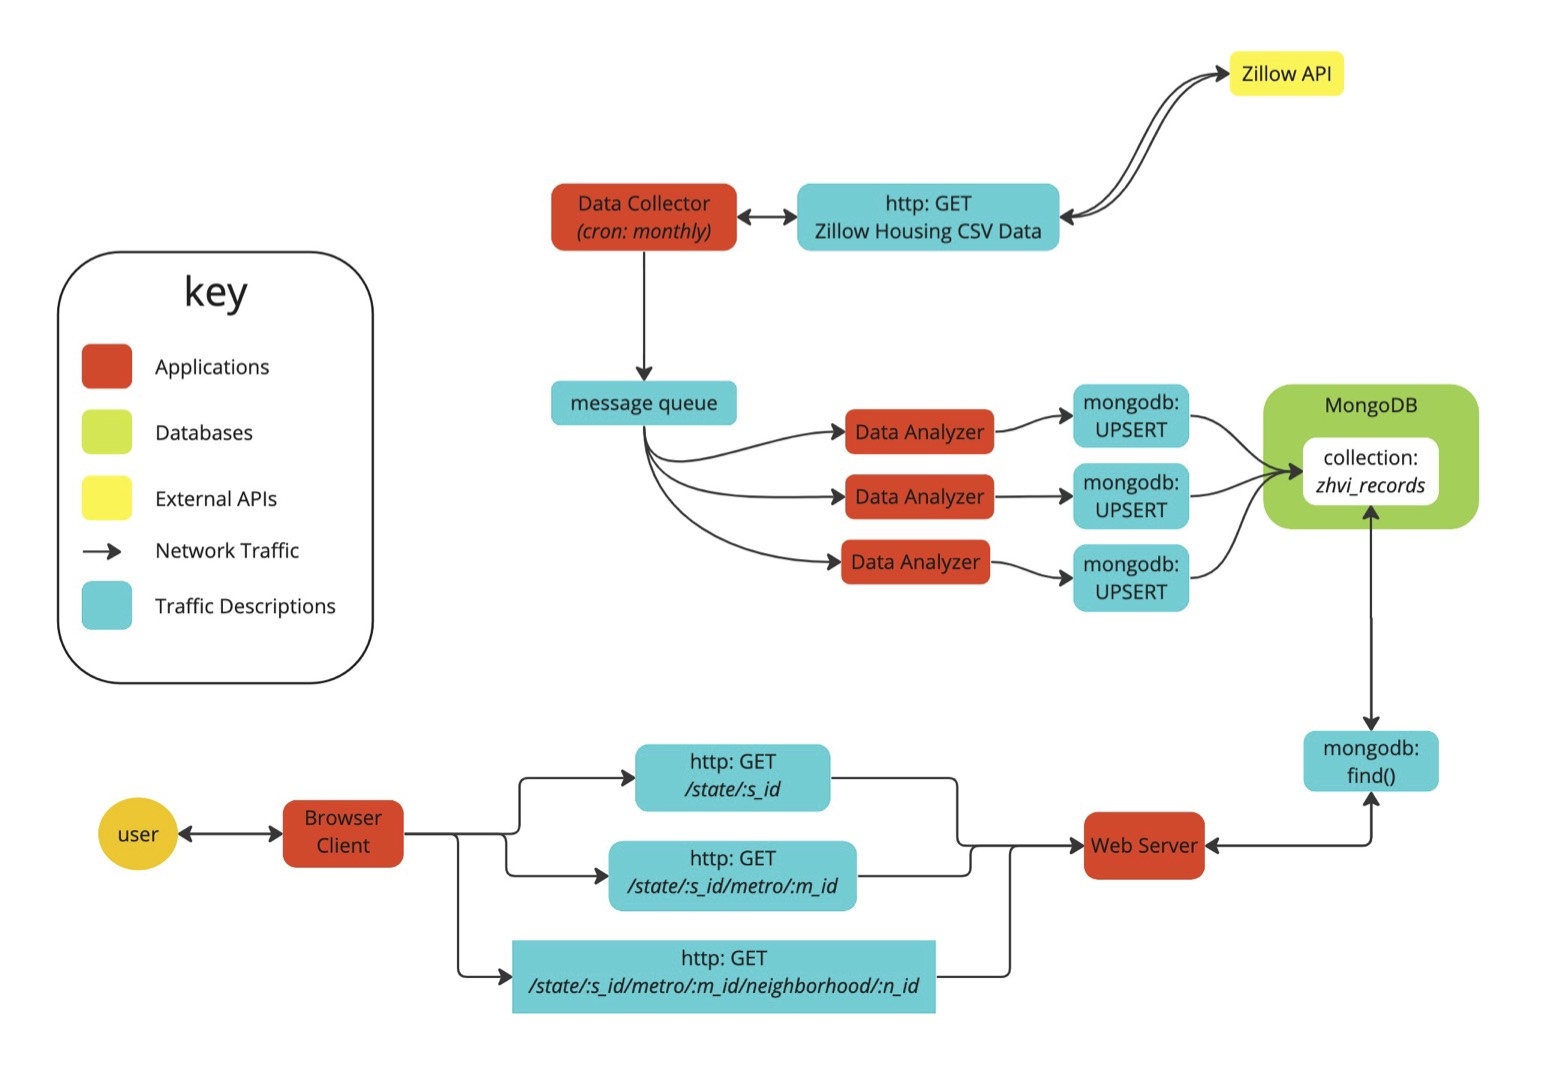 Zillow API
Data Collector
(cron: monthly)
http: GET
Zillow Housing CSV Data
key
Applications
Databases
External APIs
Network Traffic
Traffic Descriptions
message queue
Data Analyzer
Data Analyzer
Data Analyzer
mongodb:
UPSERT
mongodb:
UPSERT
mongodb:
UPSERT
MongoDB
collection:
zhvi_records
mongodb:
find()
user
Browser
Client
http: GET
/state/:s_id
http: GET
/state/:s_id/metro/:m_id
http: GET
/state/:s_id/metro/:m_id/neighborhood/:n_id
Web Server